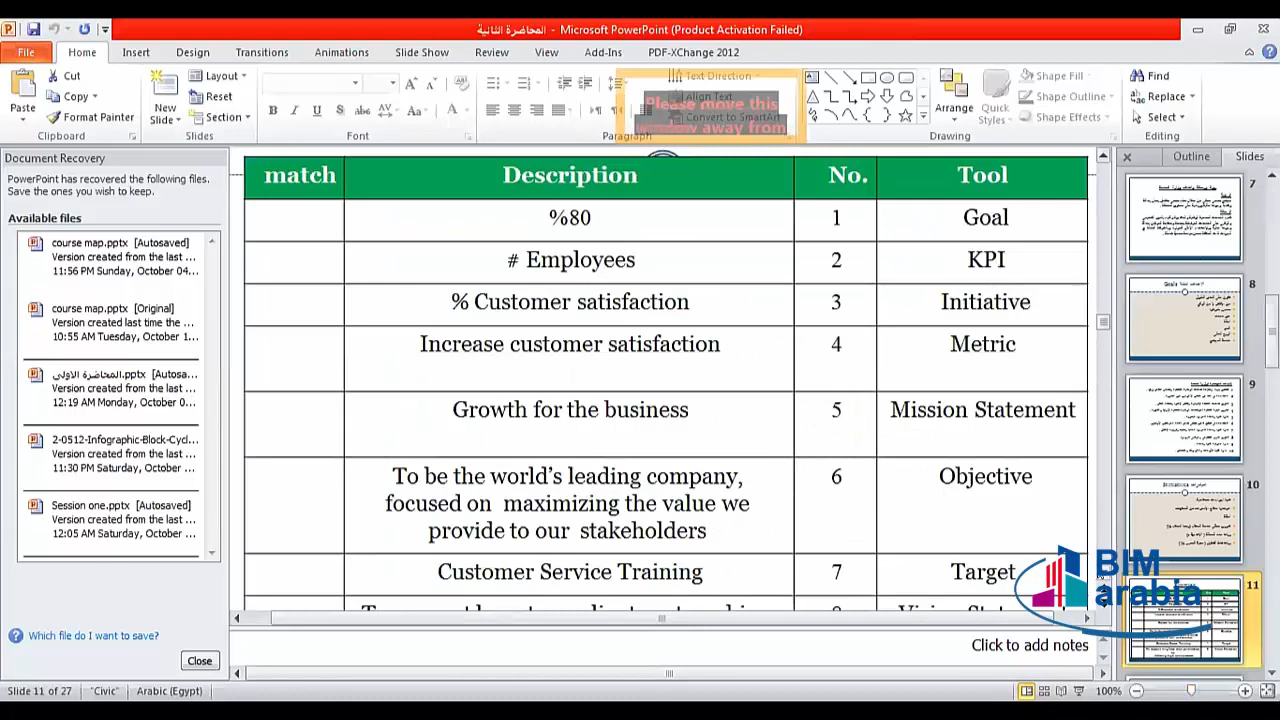 المحاضرة الثانية - Microsoft PowerPoint (Product Activation Failed)
File Home Insert Design Transitions Animations Slide Show Review View Add-Ins PDF-XChange 2012
Cut
Copy
Format Painter
Paste
Clipboard
New Slide
Layout
Reset
Section
Slides
Font
Text Direction
Align Text
Convert to SmartArt
Please move this
window away from
Paragraph
Arrange
Quick Styles
Shape Fill
Shape Outline
Shape Effects
Drawing
Find
Replace
Select
Editing
Document Recovery
PowerPoint has recovered the following files.
Save the ones you wish to keep.
Available files
course map.pptx [Autosaved]
Version created from the last ...
11:56 PM Sunday, October 04...
course map.pptx [Original]
Version created last time the ...
10:55 AM Tuesday, October 1...
المحاضرة الاولى.pptx [Autosa...
Version created from the last ...
12:19 AM Monday, October 0...
2-0512-Infographic-Block-Cycl...
Version created from the last ...
11:30 PM Saturday, October ...
Session one.pptx [Autosaved]
Version created from the last ...
12:05 AM Saturday, October ...
Which file do I want to save?
Close
match Description No. Tool
%80 1 Goal
# Employees 2 KPI
% Customer satisfaction 3 Initiative
Increase customer satisfaction 4 Metric
Growth for the business 5 Mission Statement
To be the world's leading company,
focused on maximizing the value we
provide to our stakeholders
6 Objective
Customer Service Training 7 Target
Click to add notes
Outline Slides
7
8
9
10
11
BIM
arabia
Slide 11 of 27 "Civic" Arabic (Egypt) 100%